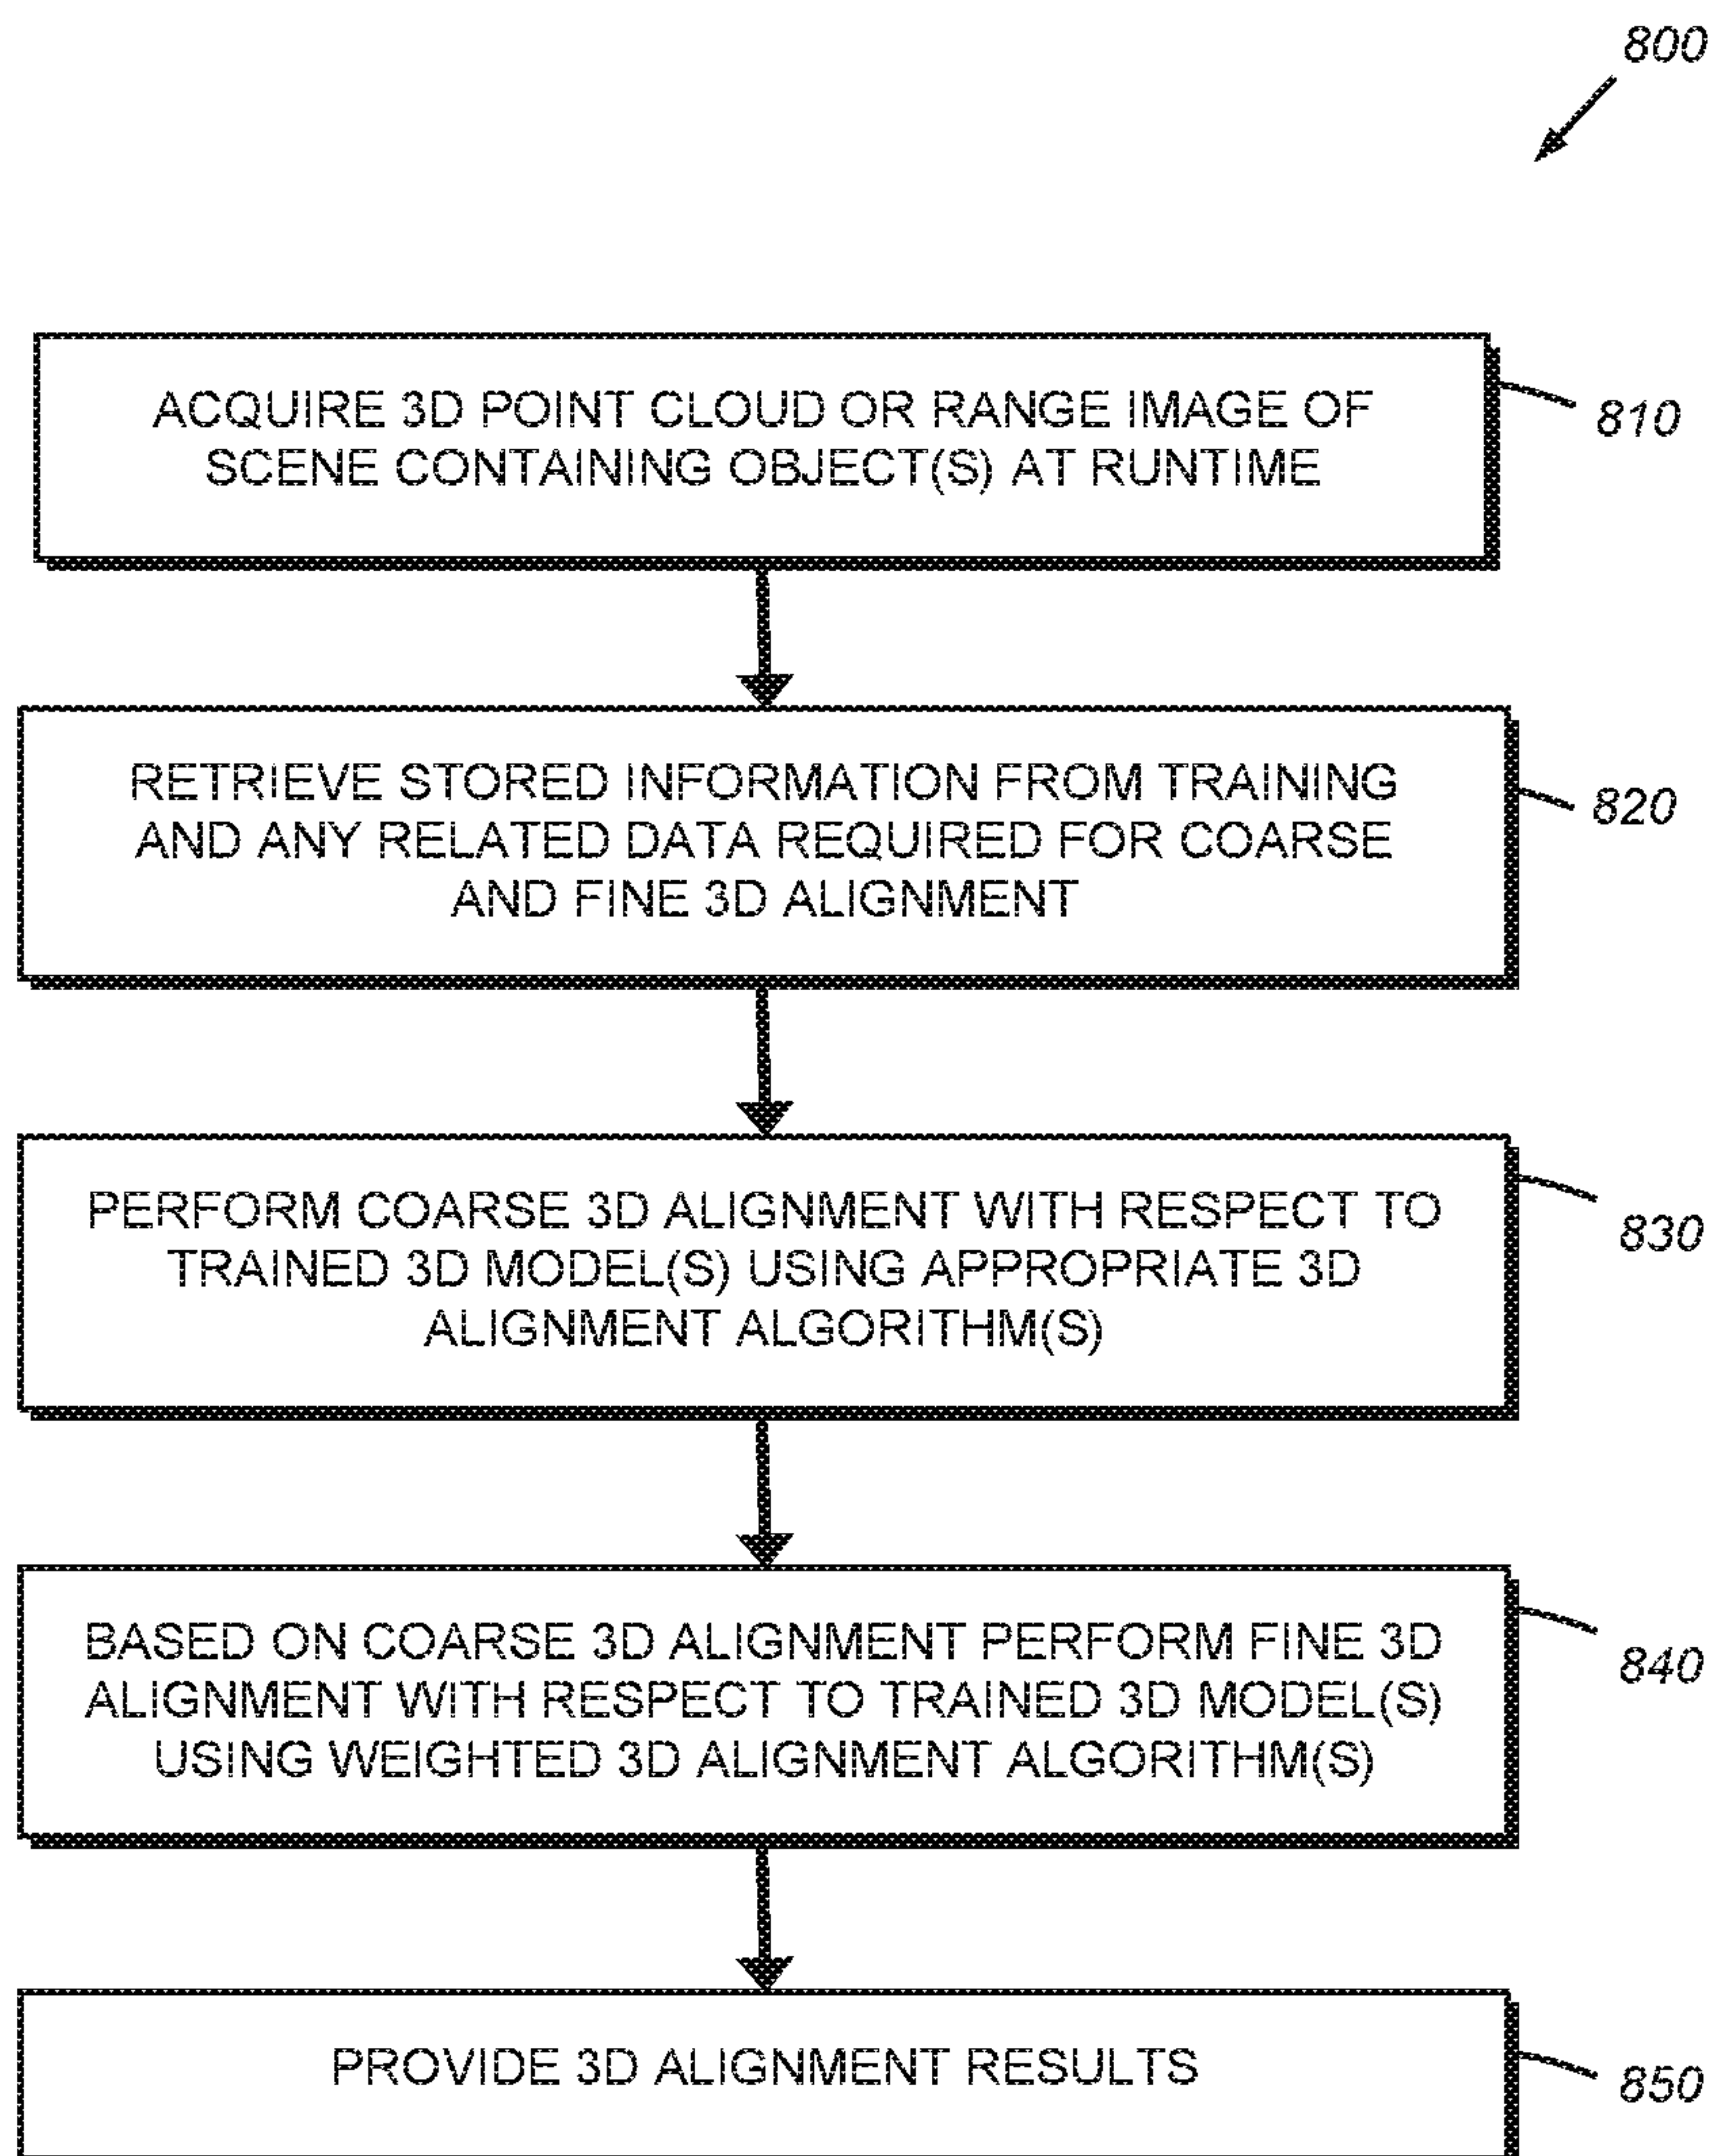 800
ACQUIRE 3D POINT CLOUD OR RANGE IMAGE OF
SCENE CONTAINING OBJECT(S) AT RUNTIME
810
RETRIEVE STORED INFORMATION FROM TRAINING
AND ANY RELATED DATA REQUIRED FOR COARSE
AND FINE 3D ALIGNMENT
820
PERFORM COARSE 3D ALIGNMENT WITH RESPECT TO
TRAINED 3D MODEL(S) USING APPROPRIATE 3D
ALIGNMENT ALGORITHM(S)
830
BASED ON COARSE 3D ALIGNMENT PERFORM FINE 3D
ALIGNMENT WITH RESPECT TO TRAINED 3D MODEL(S)
USING WEIGHTED 3D ALIGNMENT ALGORITHM(S)
840
PROVIDE 3D ALIGNMENT RESULTS
850